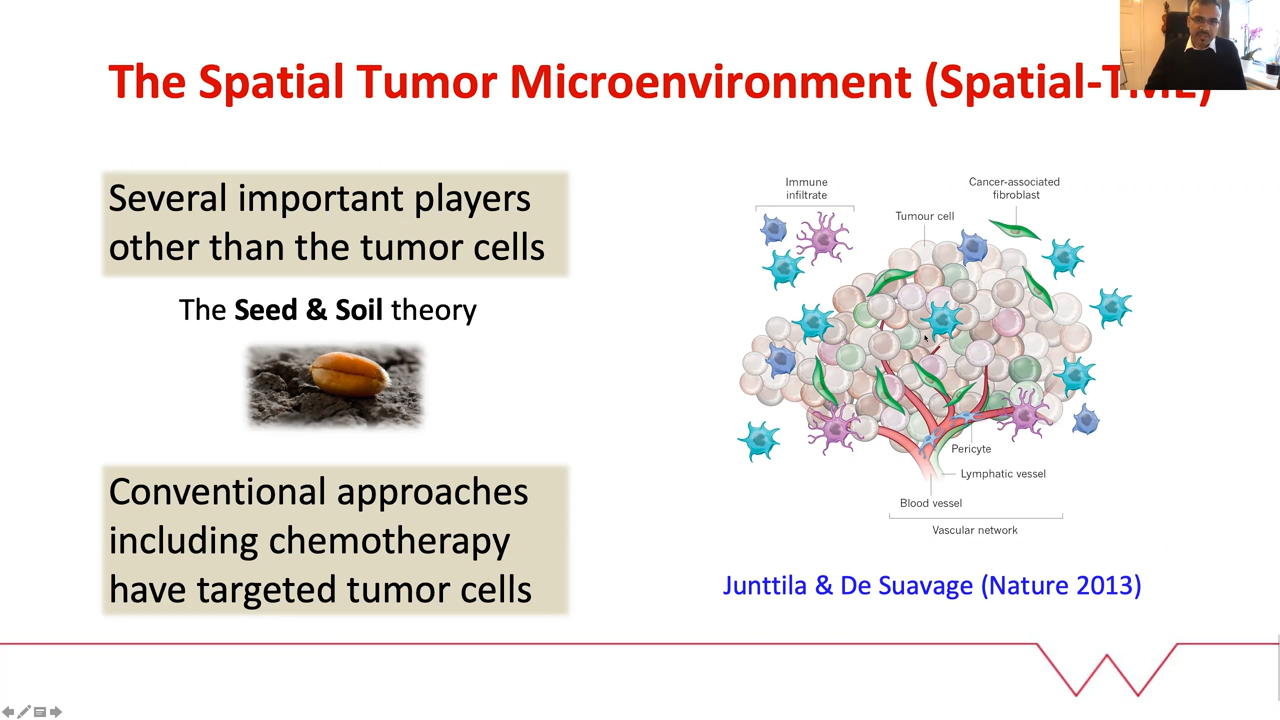 The Spatial Tumor Microenvironment (Spatial-TME)
Several important players
other than the tumor cells
The Seed & Soil theory
Conventional approaches
including chemotherapy
have targeted tumor cells
Immune
infiltrate
Cancer-associated
fibroblast
Tumour cell
Pericyte
Lymphatic vessel
Blood vessel
Vascular network
Junttila & De Suavage (Nature 2013)